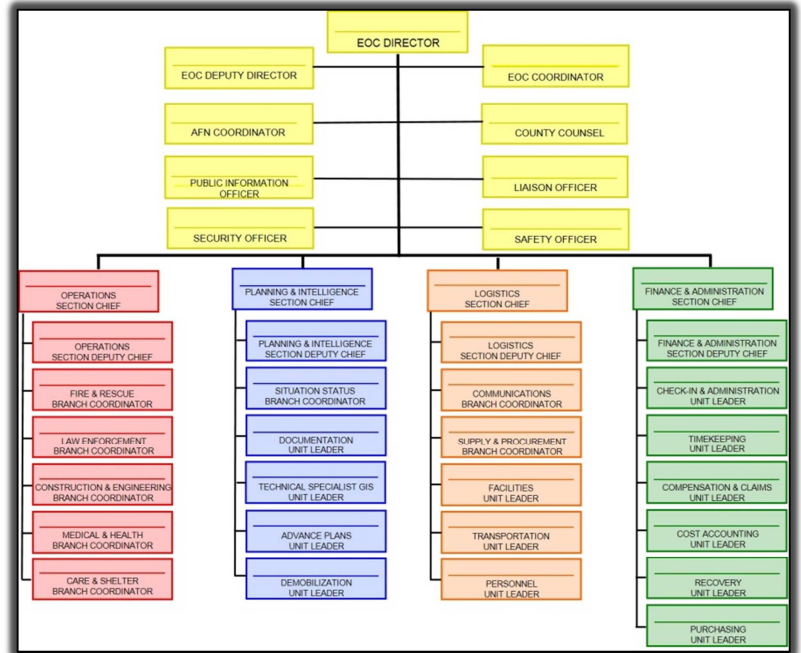 EOC DIRECTOR
EOC DEPUTY DIRECTOR
EOC COORDINATOR
AFN COORDINATOR
COUNTY COUNSEL
PUBLIC INFORMATION
OFFICER
LIAISON OFFICER
SECURITY OFFICER
SAFETY OFFICER
OPERATIONS
SECTION CHIEF
OPERATIONS
SECTION DEPUTY CHIEF
FIRE & RESCUE
BRANCH COORDINATOR
LAW ENFORCEMENT
BRANCH COORDINATOR
CONSTRUCTION & ENGINEERING
BRANCH COORDINATOR
MEDICAL & HEALTH
BRANCH COORDINATOR
CARE & SHELTER
BRANCH COORDINATOR
PLANNING & INTELLIGENCE
SECTION CHIEF
PLANNING & INTELLIGENCE
SECTION DEPUTY CHIEF
SITUATION STATUS
BRANCH COORDINATOR
DOCUMENTATION
UNIT LEADER
TECHNICAL SPECIALIST GIS
UNIT LEADER
ADVANCE PLANS
UNIT LEADER
DEMOBILIZATION
UNIT LEADER
LOGISTICS
SECTION CHIEF
LOGISTICS
SECTION DEPUTY CHIEF
COMMUNICATIONS
BRANCH COORDINATOR
SUPPLY & PROCUREMENT
BRANCH COORDINATOR
FACILITIES
UNIT LEADER
TRANSPORTATION
UNIT LEADER
PERSONNEL
UNIT LEADER
FINANCE & ADMINISTRATION
SECTION CHIEF
FINANCE & ADMINISTRATION
SECTION DEPUTY CHIEF
CHECK-IN & ADMINISTRATION
UNIT LEADER
TIMEKEEPING
UNIT LEADER
COMPENSATION & CLAIMS
UNIT LEADER
COST ACCOUNTING
UNIT LEADER
RECOVERY
UNIT LEADER
PURCHASING
UNIT LEADER